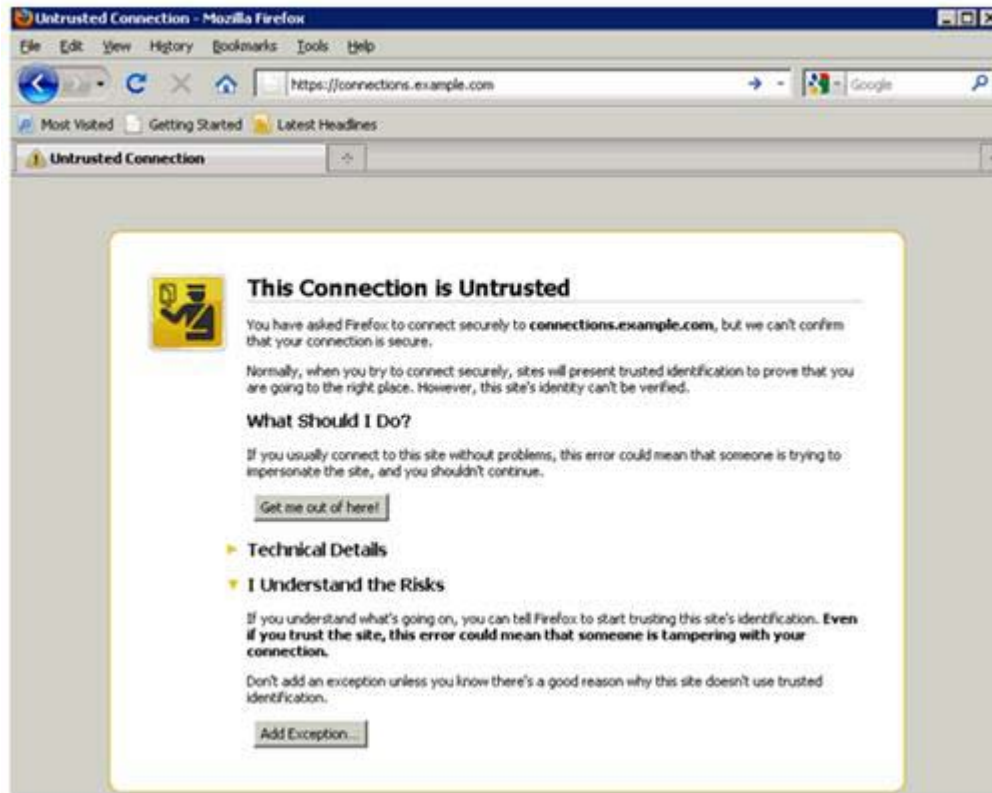 Untrusted Connection - Mozilla Firefox
File Edit View History Bookmarks Tools Help
https://connections.example.com
Google
Most Visited Getting Started Latest Headlines
Untrusted Connection
This Connection is Untrusted
You have asked Firefox to connect securely to connections.example.com, but we can't confirm
that your connection is secure.
Normally, when you try to connect securely, sites will present trusted identification to prove that you
are going to the right place. However, this site's identity can't be verified.
What Should I Do?
If you usually connect to this site without problems, this error could mean that someone is trying to
impersonate the site, and you shouldn't continue.
Get me out of here!
Technical Details
I Understand the Risks
If you understand what's going on, you can tell Firefox to start trusting this site's identification. Even
if you trust the site, this error could mean that someone is tampering with your
connection.
Don't add an exception unless you know there's a good reason why this site doesn't use trusted
identification.
Add Exception...